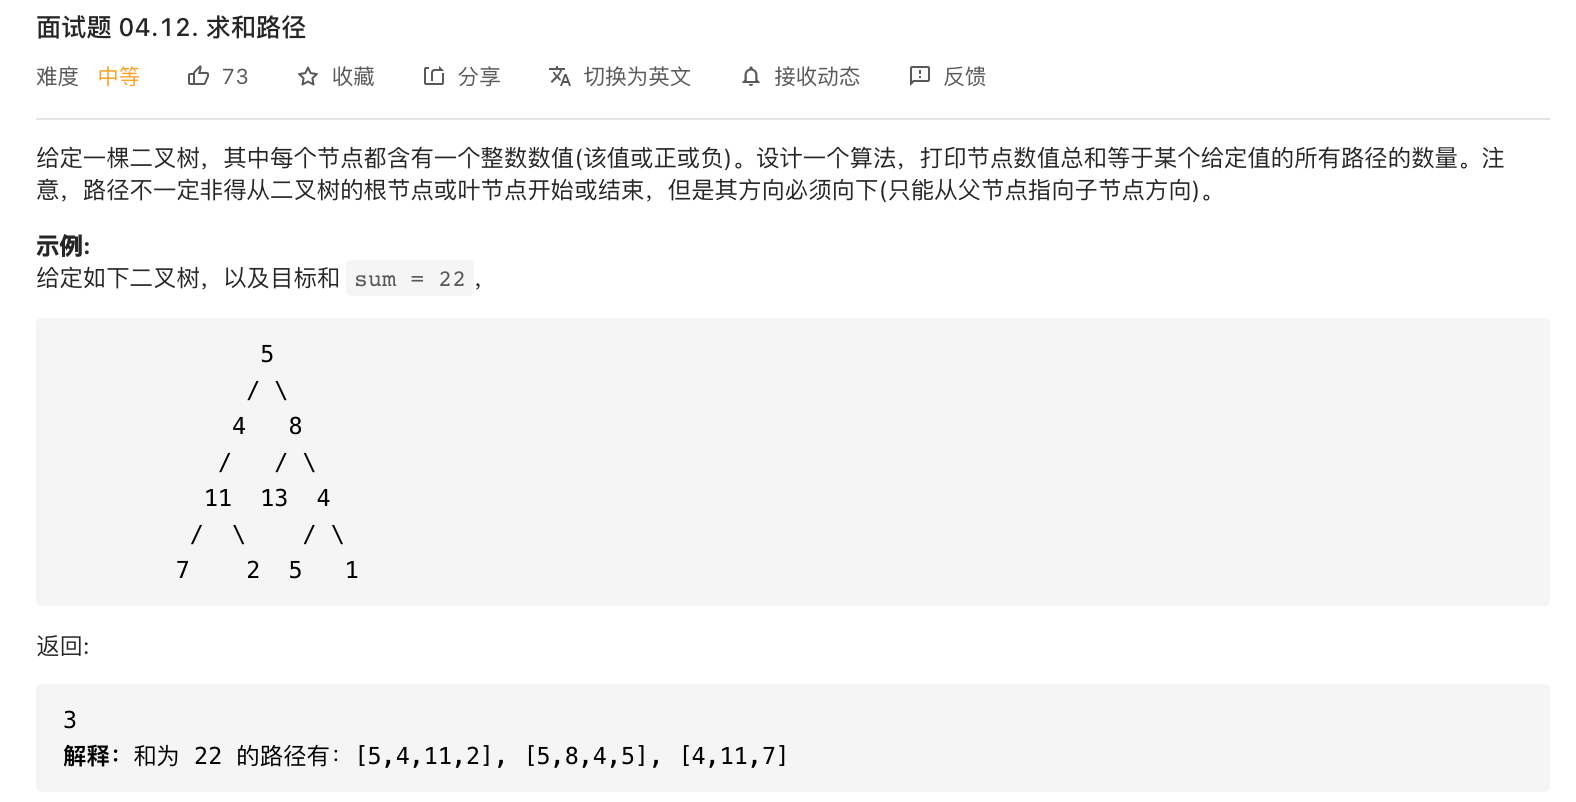 面试题 04.12. 求和路径
难度 中等 73 收藏 分享 切换为英文 接收动态 反馈
给定一棵二叉树，其中每个节点都含有一个整数数值(该值或正或负)。设计一个算法，打印节点数值总和等于某个给定值的所有路径的数量。注
意，路径不一定非得从二叉树的根节点或叶节点开始或结束，但是其方向必须向下(只能从父节点指向子节点方向)。
示例:
给定如下二叉树，以及目标和 sum = 22，
5
/ \
4 8
/ / \
11 13 4
/ \ / \
7 2 5 1
返回:
3
解释：和为 22 的路径有：[5,4,11,2], [5,8,4,5], [4,11,7]